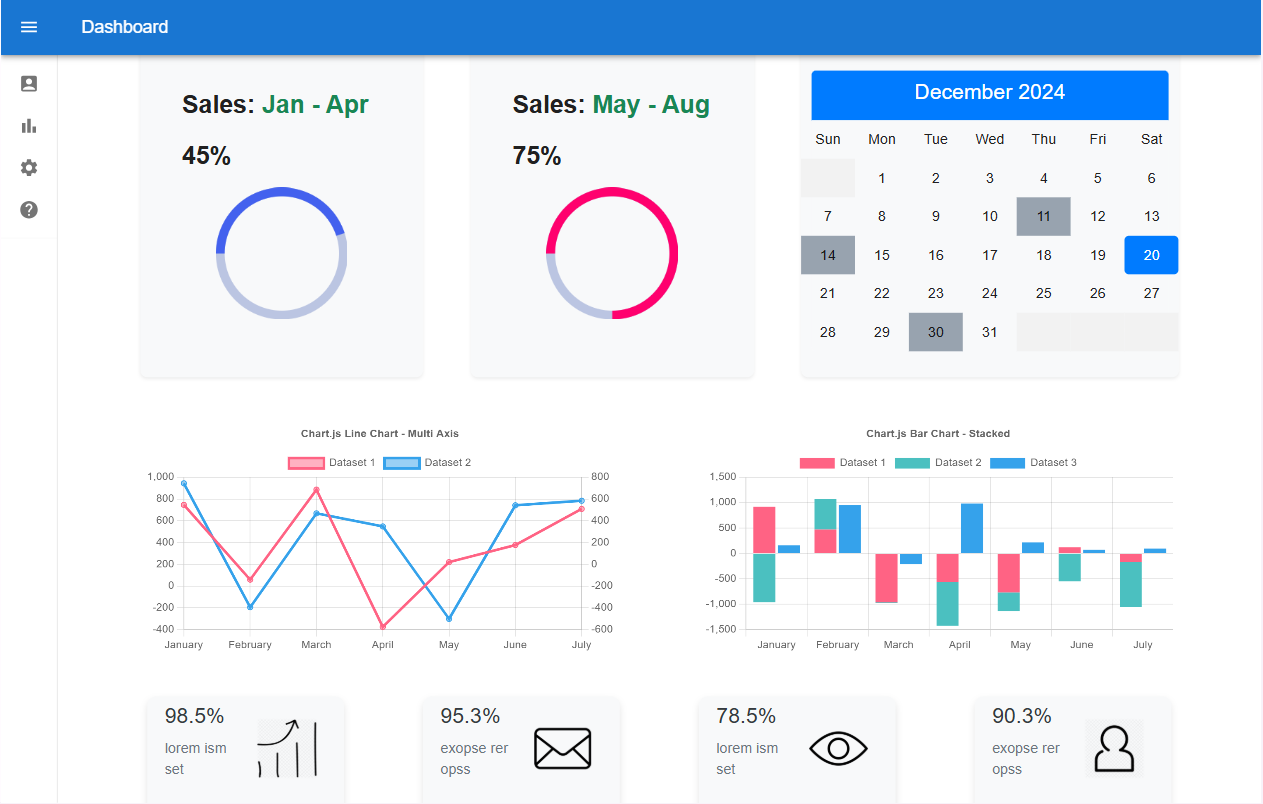 Dashboard
Sales: Jan - Apr
45%
Sales: May - Aug
75%
December 2024
Sun Mon Tue Wed Thu Fri Sat
1 2 3 4 5 6
7 8 9 10 11 12 13
14 15 16 17 18 19 20
21 22 23 24 25 26 27
28 29 30 31
Chart.js Line Chart - Multi Axis
Dataset 1 Dataset 2
1,000 800
800 600
600 400
400 200
200 0
0 -200
-200 -400
-400 -600
January February March April May June July
Chart.js Bar Chart - Stacked
Dataset 1 Dataset 2 Dataset 3
1,500
1,000
500
0
-500
-1,000
-1,500
January February March April May June July
98.5%
lorem ism
set
95.3%
exopse rer
opss
78.5%
lorem ism
set
90.3%
exopse rer
opss